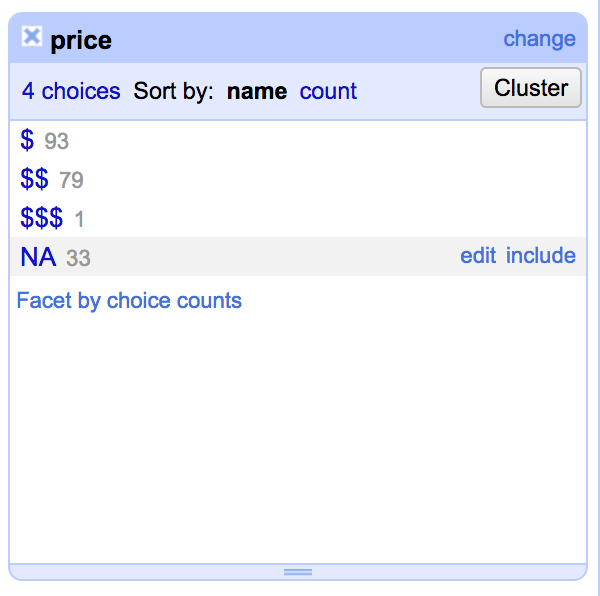 price change
4 choices Sort by: name count Cluster
$ 93
$$ 79
$$$ 1
NA 33 edit include
Facet by choice counts